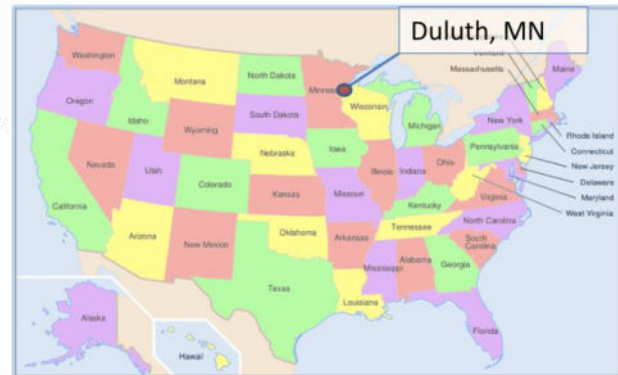 Duluth, MN
Washington
Montana
North Dakota
Minnes
Vermont
Massachusetts
Maine
Oregon
Idaho
South Dakota
Wisconsin
Michigan
New York
Wyoming
Rhode Island
Connecticut
Nebraska
Iowa
Pennsylvania
New Jersey
Nevada
Utah
Colorado
Illinois
Indiana
Ohio
Delaware
Maryland
California
Kansas
Missouri
Kentucky
Virginia
West Virginia
Arizona
New Mexico
Oklahoma
Arkansas
Tennessee
North Carolina
South
Carolina
Texas
Mississippi
Alabama
Georgia
Louisiana
Florida
Alaska
Hawai